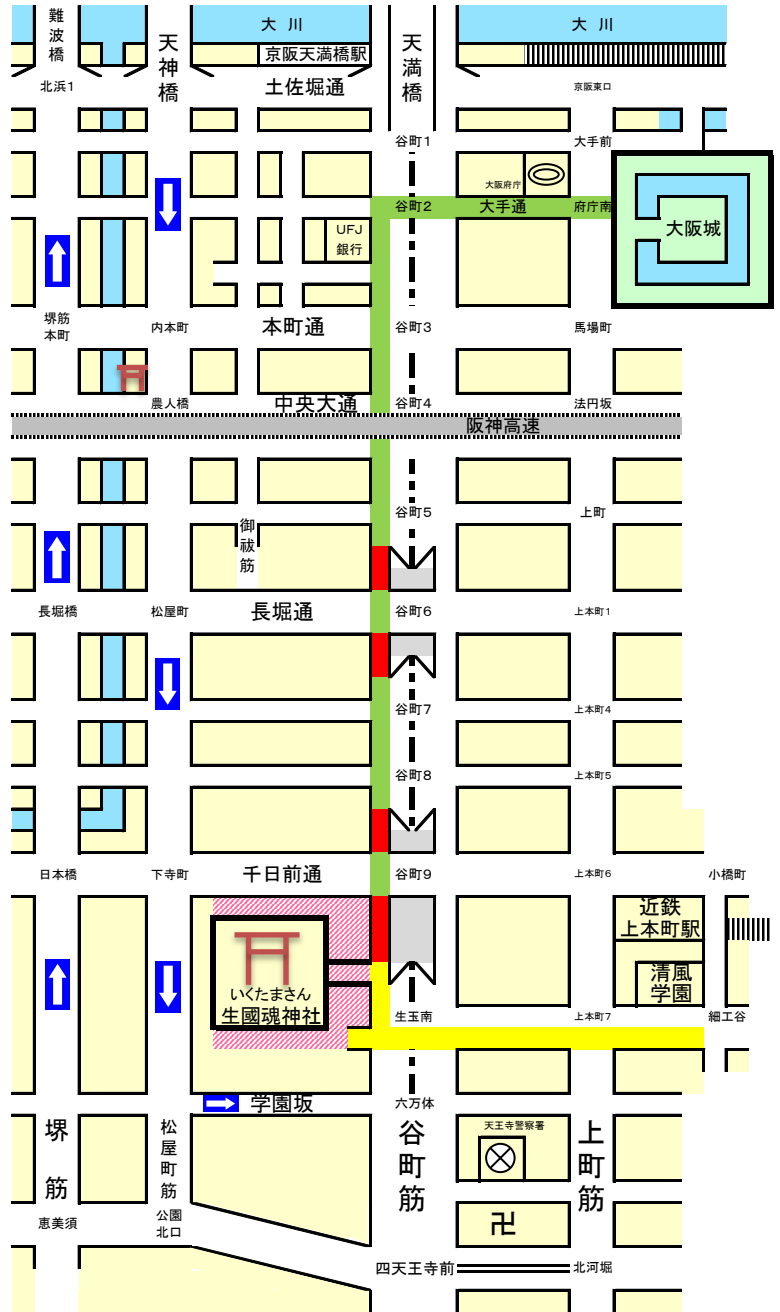 難波橋
天神橋
大川
京阪天満橋駅
天満橋
大川
北浜1
土佐堀通
京阪東口
谷町1
大手前
大阪府庁
谷町2
大手通
府庁南
UFJ
銀行
大阪城
堺筋
本町
内本町
本町通
谷町3
馬場町
農人橋
中央大通
谷町4
法円坂
阪神高速
谷町5
上町
御祓筋
長堀橋
松屋町
長堀通
谷町6
上本町1
谷町7
上本町4
谷町8
上本町5
日本橋
下寺町
千日前通
谷町9
上本町6
小橋町
近鉄
上本町駅
清風
学園
いくたまさん
生國魂神社
生玉南
上本町7
細工谷
学園坂
六万体
堺筋
松屋町筋
谷町筋
天王寺警察署
上町筋
卍
恵美須
公園
北口
四天王寺前
北河堀